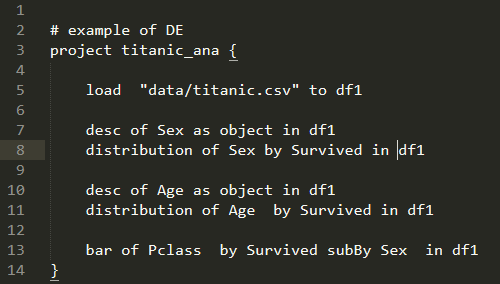 1
2 # example of DE
3 project titanic_ana {
4
5 load  "data/titanic.csv" to df1
6
7 desc of Sex as object in df1
8 distribution of Sex by Survived in df1
9
10 desc of Age as object in df1
11 distribution of Age  by Survived in df1
12
13 bar of Pclass  by Survived subBy Sex  in df1
14 }